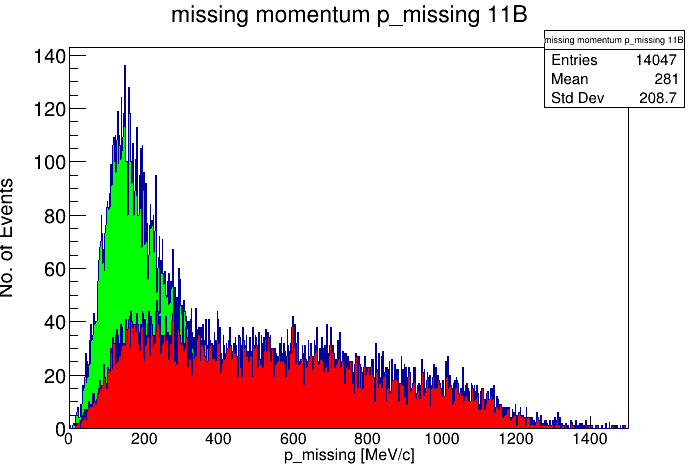 missing momentum p_missing 11B
missing momentum p_missing 11B
Entries 14047
Mean 281
Std Dev 208.7
140
120
100
80
60
40
20
0
No. of Events
0 200 400 600 800 1000 1200 1400
p_missing [MeV/c]